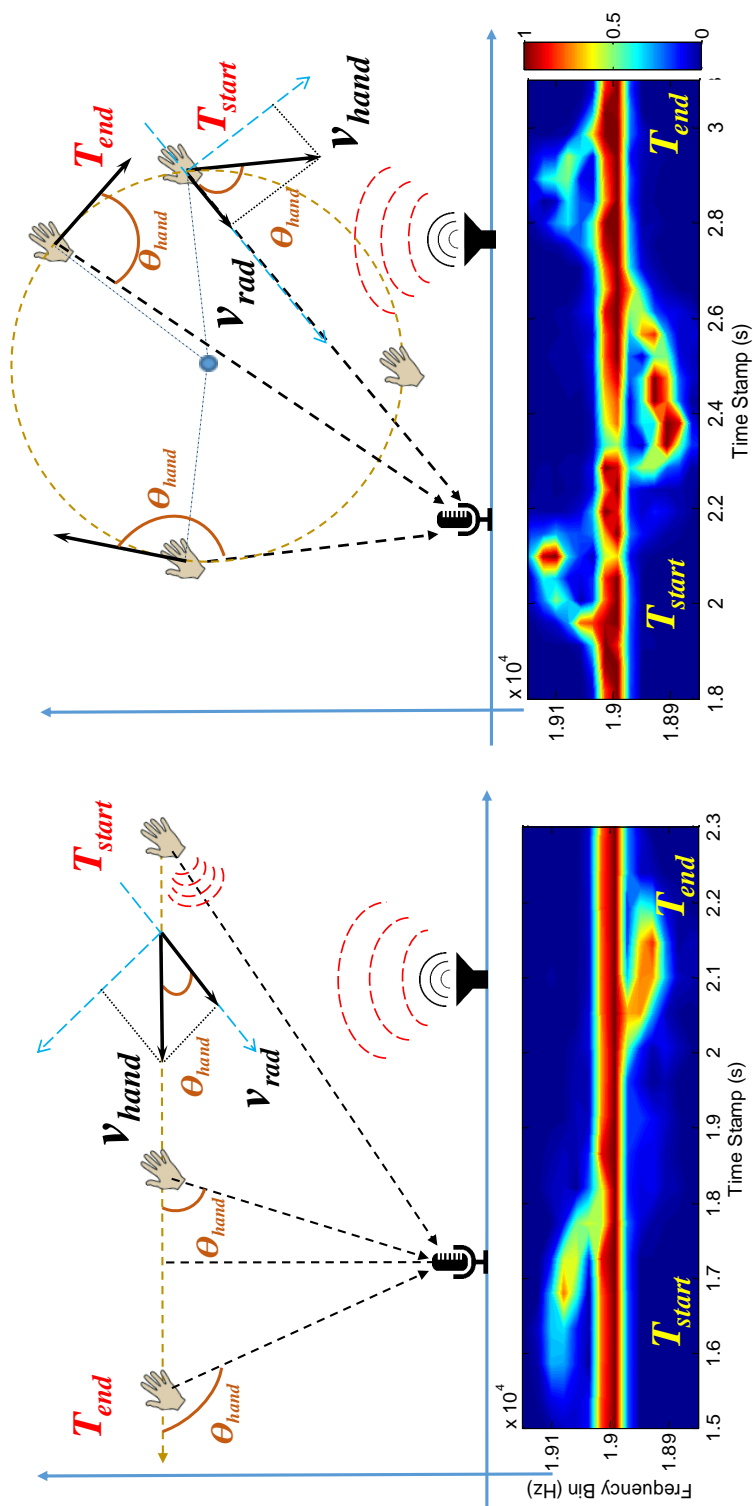 T_end
θ_hand
θ_hand
v_hand
θ_hand
v_rad
T_start
x 10^4
Frequency Bin (Hz)
1.91
1.9
1.89
T_start
T_end
1.5
1.6
1.7
1.8
1.9
2
2.1
2.2
2.3
Time Stamp (s)
θ_hand
θ_hand
T_end
T_start
v_rad
θ_hand
v_hand
x 10^4
1.91
1.9
1.89
T_start
T_end
1.8
2
2.2
2.4
2.6
2.8
3
Time Stamp (s)
1
0.5
0